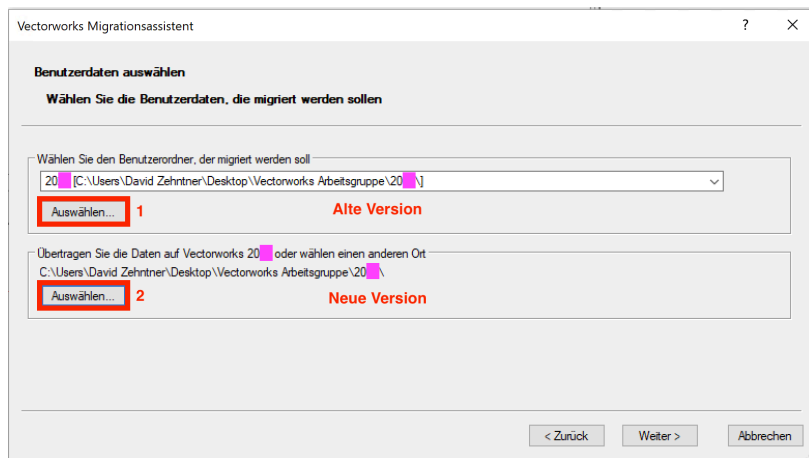 Vectorworks Migrationsassistent
?
Benutzerdaten auswählen
Wählen Sie die Benutzerdaten, die migriert werden sollen
Wählen Sie den Benutzerordner, der migriert werden soll
20 [C:\Users\David Zehntner\Desktop\Vectorworks Arbeitsgruppe\20 \]
Auswählen... 1 Alte Version
Übertragen Sie die Daten auf Vectorworks 20 oder wählen einen anderen Ort
C:\Users\David Zehntner\Desktop\Vectorworks Arbeitsgruppe\20 \
Auswählen... 2 Neue Version
< Zurück Weiter > Abbrechen